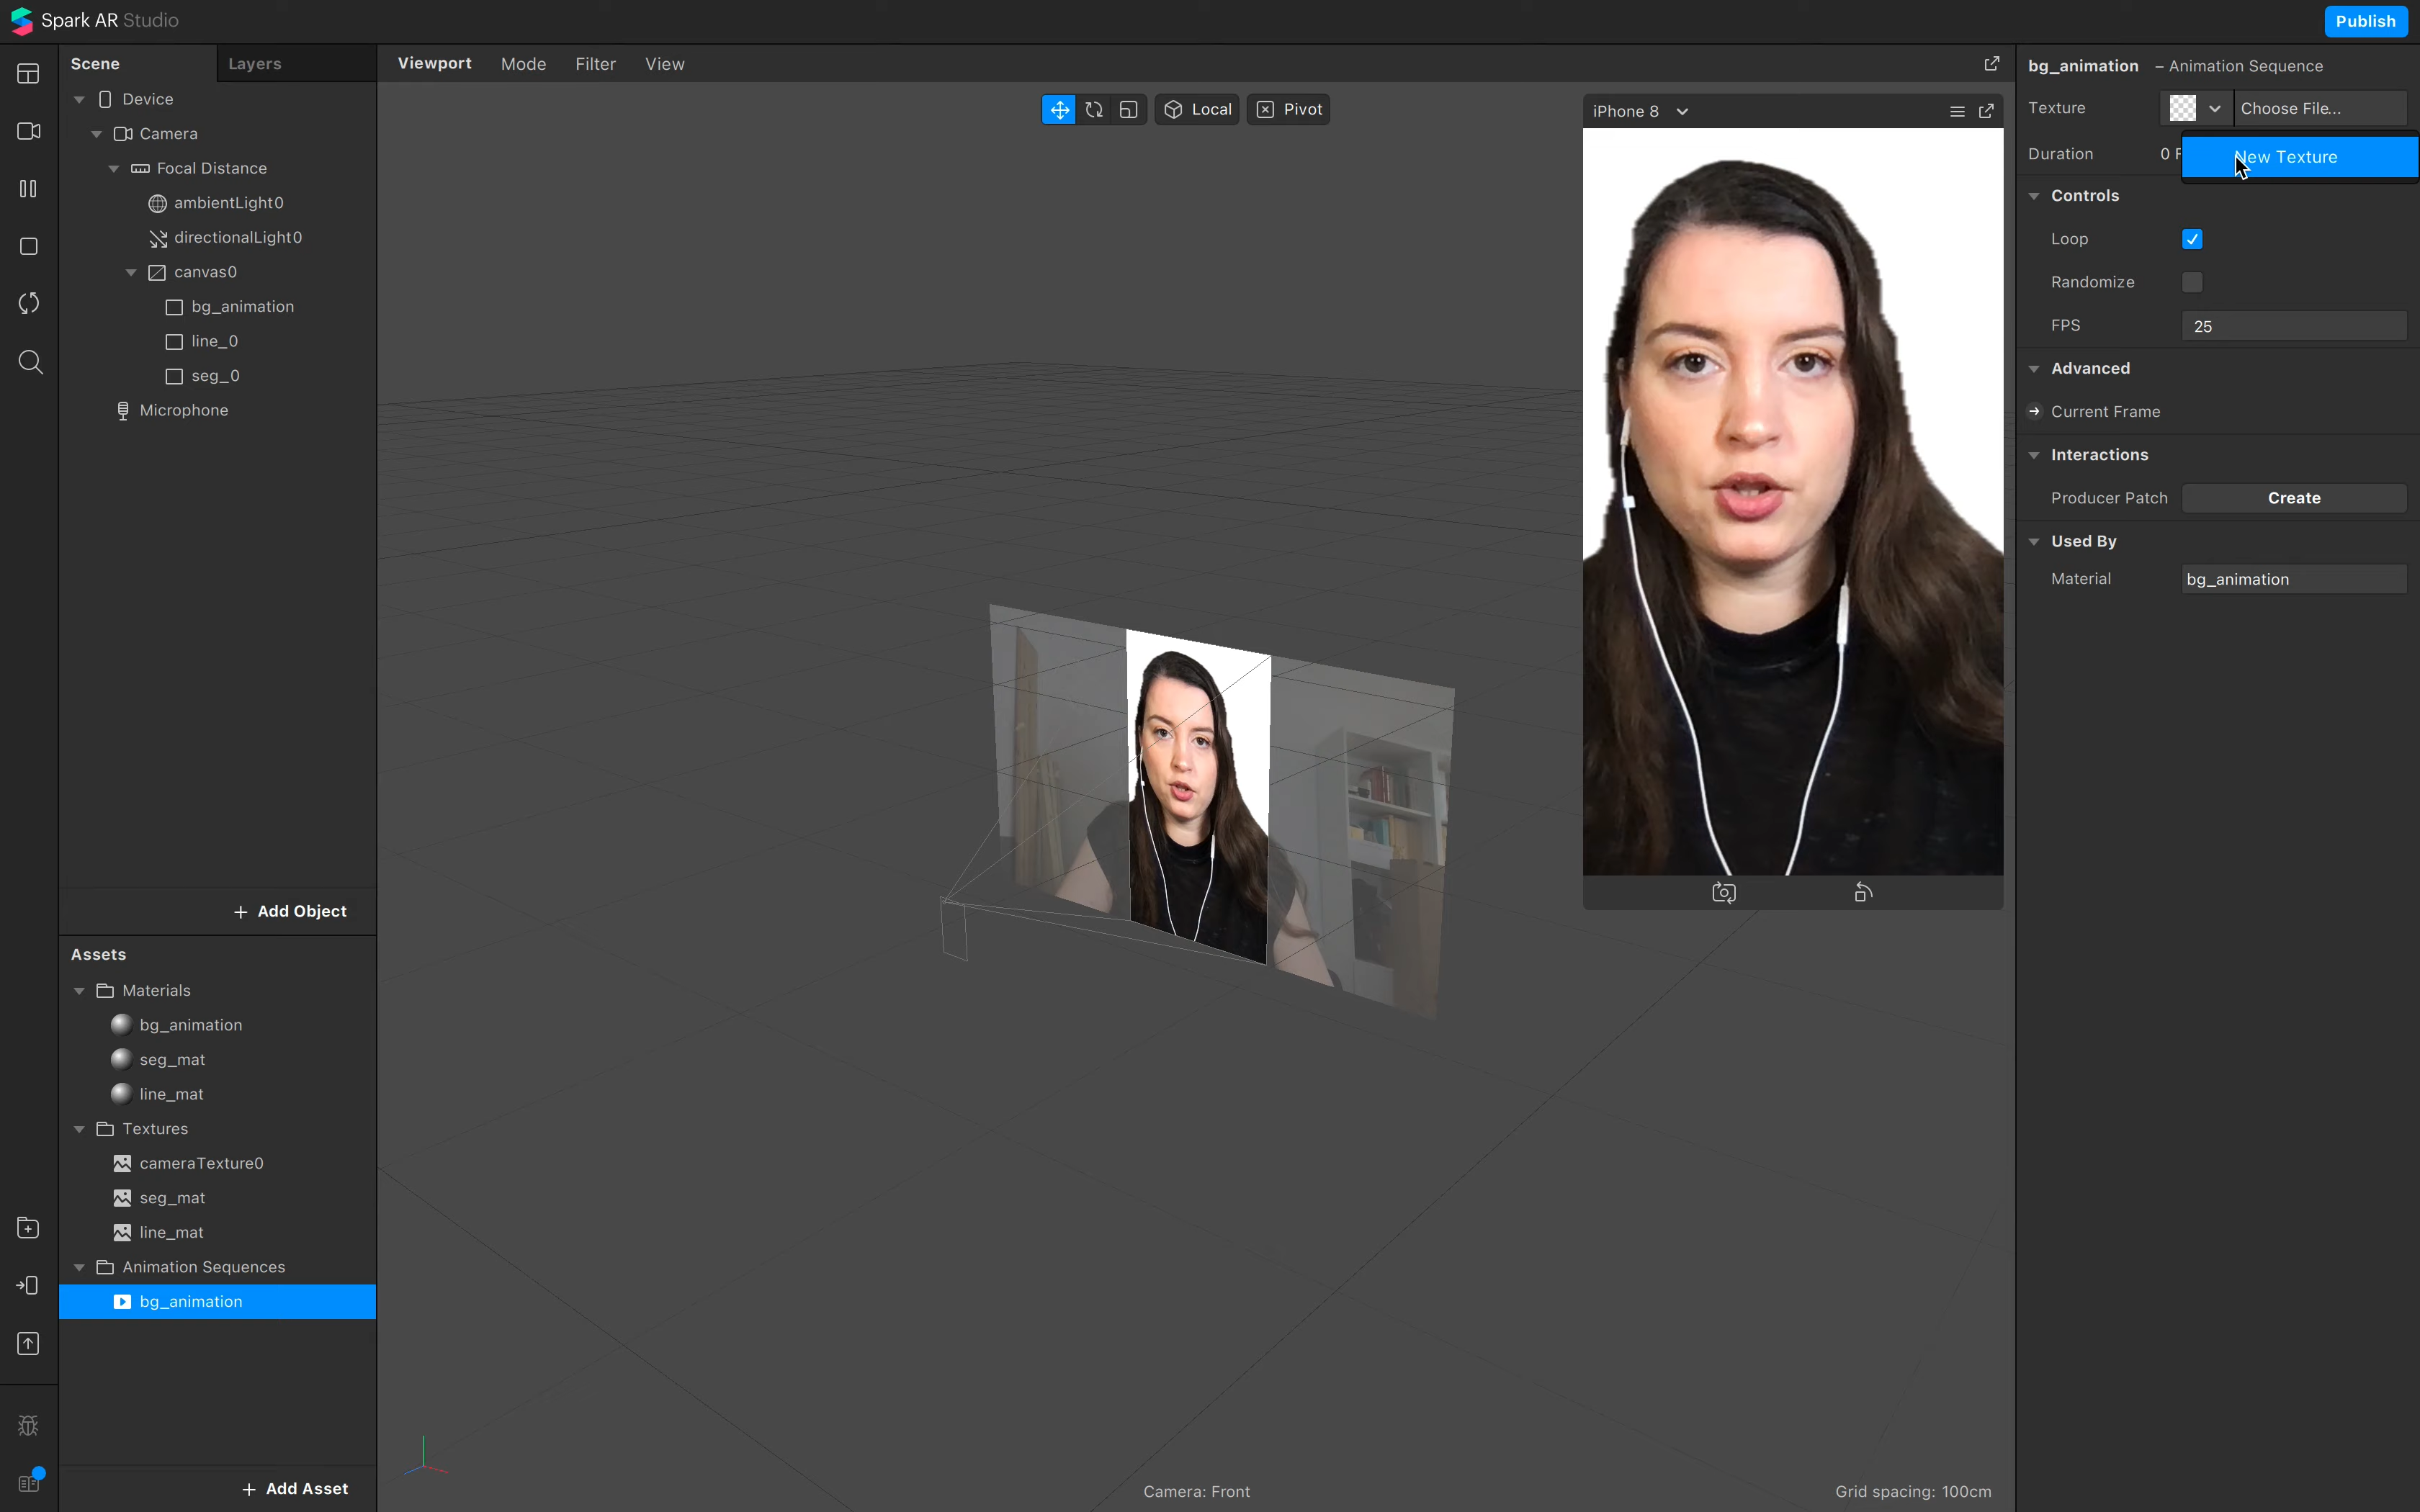 Spark AR Studio
Publish
Scene
Layers
Device
Camera
Focal Distance
ambientLight0
directionalLight0
canvas0
bg_animation
line_0
seg_0
Microphone
+ Add Object
Assets
Materials
bg_animation
seg_mat
line_mat
Textures
cameraTexture0
seg_mat
line_mat
Animation Sequences
bg_animation
+ Add Asset
Viewport Mode Filter View
Local
Pivot
iPhone 8
Camera: Front
Grid spacing: 100cm
bg_animation – Animation Sequence
Texture
Choose File...
Duration 0 F
New Texture
Controls
Loop
Randomize
FPS 25
Advanced
Current Frame
Interactions
Producer Patch Create
Used By
Material bg_animation